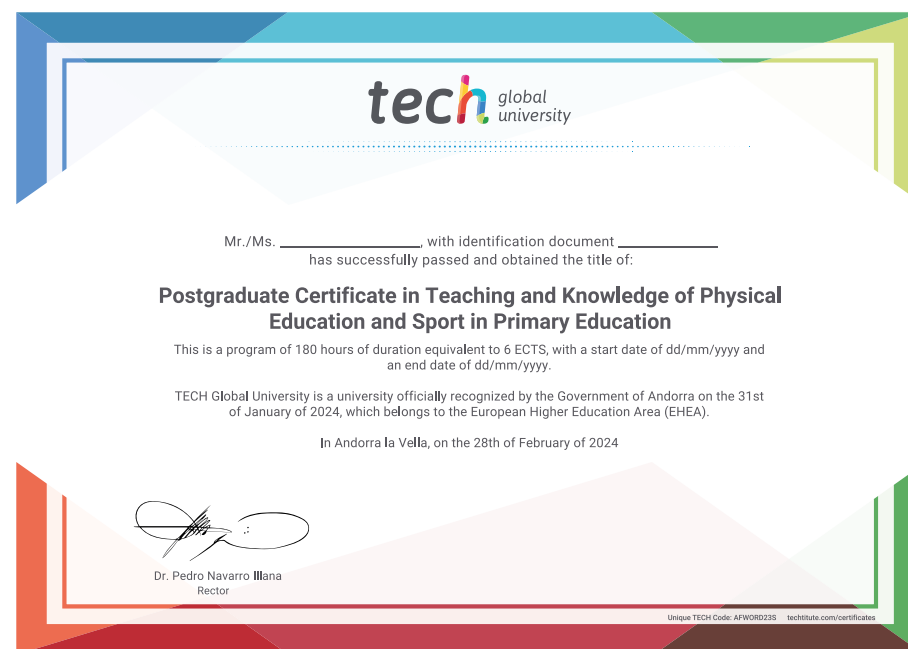 tech global university
Mr./Ms. ____________, with identification document ____________
has successfully passed and obtained the title of:
Postgraduate Certificate in Teaching and Knowledge of Physical
Education and Sport in Primary Education
This is a program of 180 hours of duration equivalent to 6 ECTS, with a start date of dd/mm/yyyy and
an end date of dd/mm/yyyy.
TECH Global University is a university officially recognized by the Government of Andorra on the 31st
of January of 2024, which belongs to the European Higher Education Area (EHEA).
In Andorra la Vella, on the 28th of February of 2024
Dr. Pedro Navarro Illana
Rector
Unique TECH Code: AFWORD23S techtitute.com/certificates